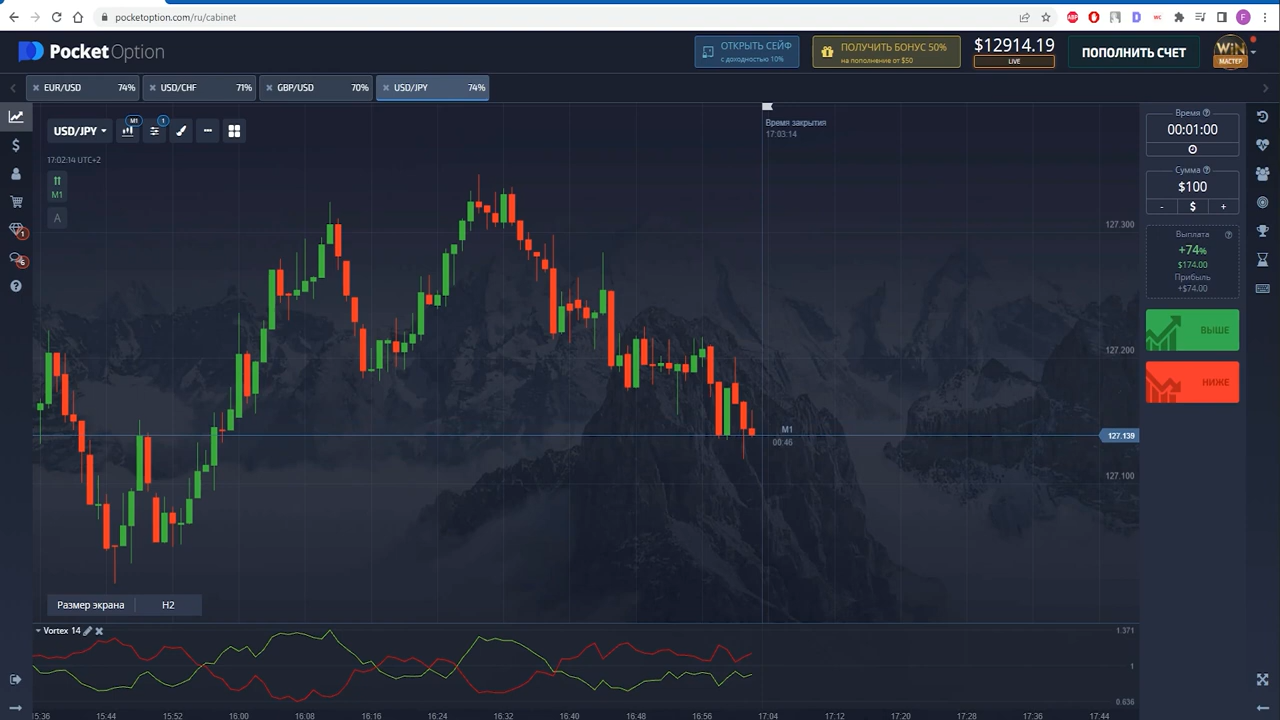 pocketoption.com/ru/cabinet
ABP
D
WC
F
PocketOption
ОТКРЫТЬ СЕЙФ
с доходностью 10%
ПОЛУЧИТЬ БОНУС 50%
на пополнение от $50
$12914.19
LIVE
ПОПОЛНИТЬ СЧЕТ
WIN
МАСТЕР
EUR/USD 74%
USD/CHF 71%
GBP/USD 70%
USD/JPY 74%
USD/JPY
M1
1
17:02:14 UTC+2
M1
A
Время закрытия
17:03:14
127.300
127.200
127.139
127.100
M1
00:46
Время
00:01:00
Сумма
$100
- $ +
Выплата
+74%
$174.00
Прибыль
+$74.00
ВЫШЕ
НИЖЕ
1
6
Размер экрана H2
Vortex 14
1.371
1
0.636
15:36 15:44 15:52 16:00 16:08 16:16 16:24 16:32 16:40 16:48 16:56 17:04 17:12 17:20 17:28 17:36 17:44